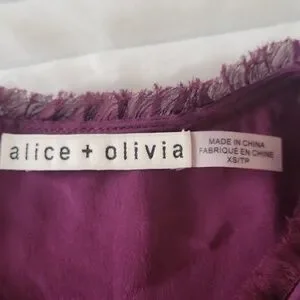 alice + olivia
MADE IN CHINA
FABRIQUÉ EN CHINE
XS/TP